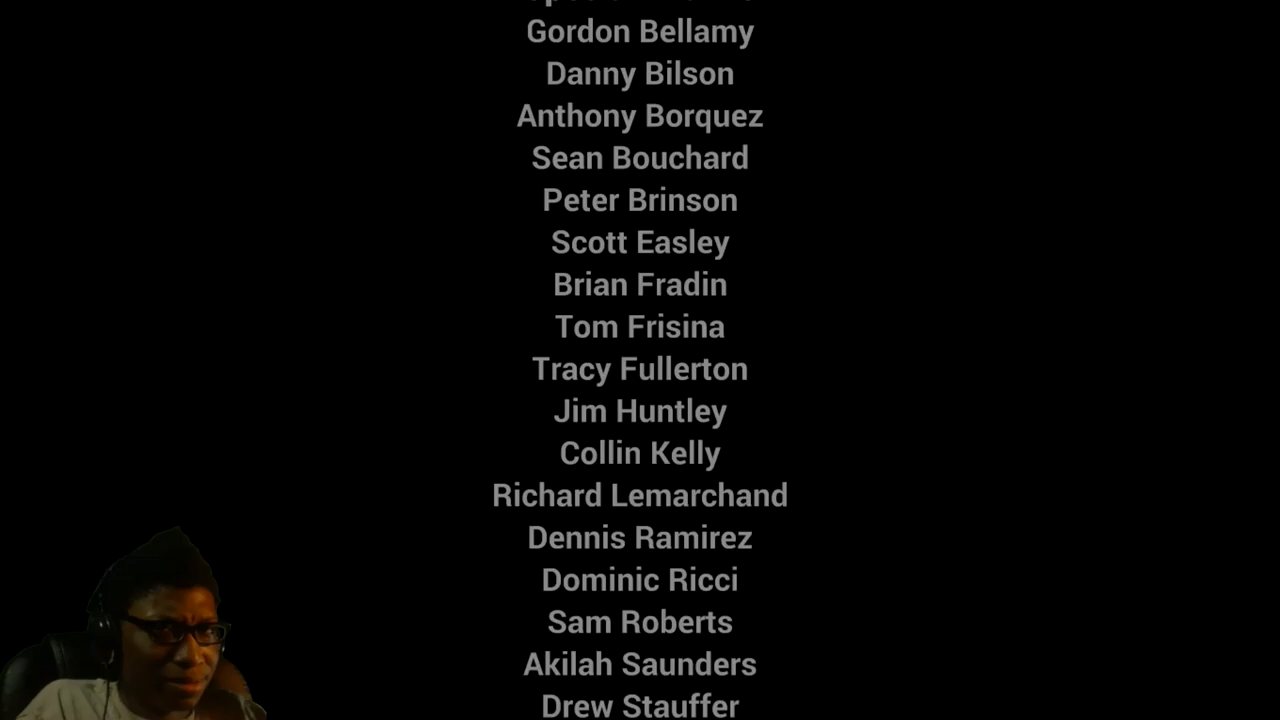 Gordon Bellamy
Danny Bilson
Anthony Borquez
Sean Bouchard
Peter Brinson
Scott Easley
Brian Fradin
Tom Frisina
Tracy Fullerton
Jim Huntley
Collin Kelly
Richard Lemarchand
Dennis Ramirez
Dominic Ricci
Sam Roberts
Akilah Saunders
Drew Stauffer